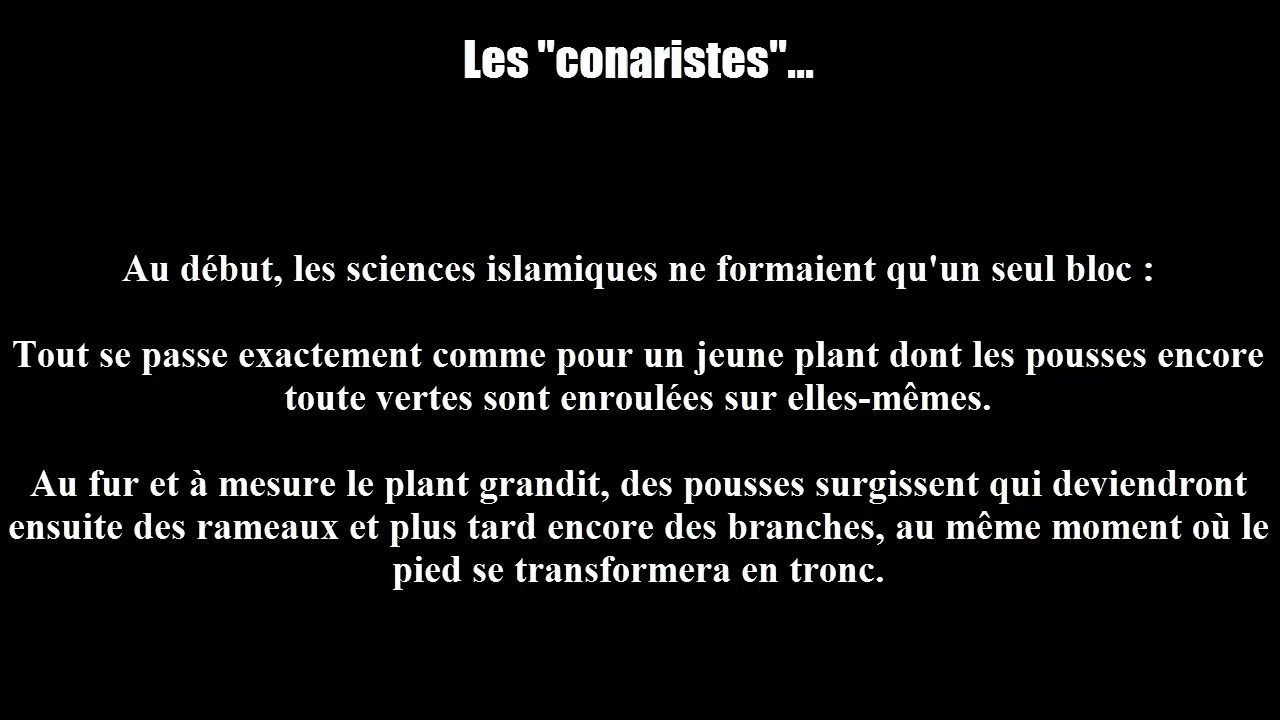 Les "conaristes"...
Au début, les sciences islamiques ne formaient qu'un seul bloc :
Tout se passe exactement comme pour un jeune plant dont les pousses encore
toute vertes sont enroulées sur elles-mêmes.
Au fur et à mesure le plant grandit, des pousses surgissent qui deviendront
ensuite des rameaux et plus tard encore des branches, au même moment où le
pied se transformera en tronc.